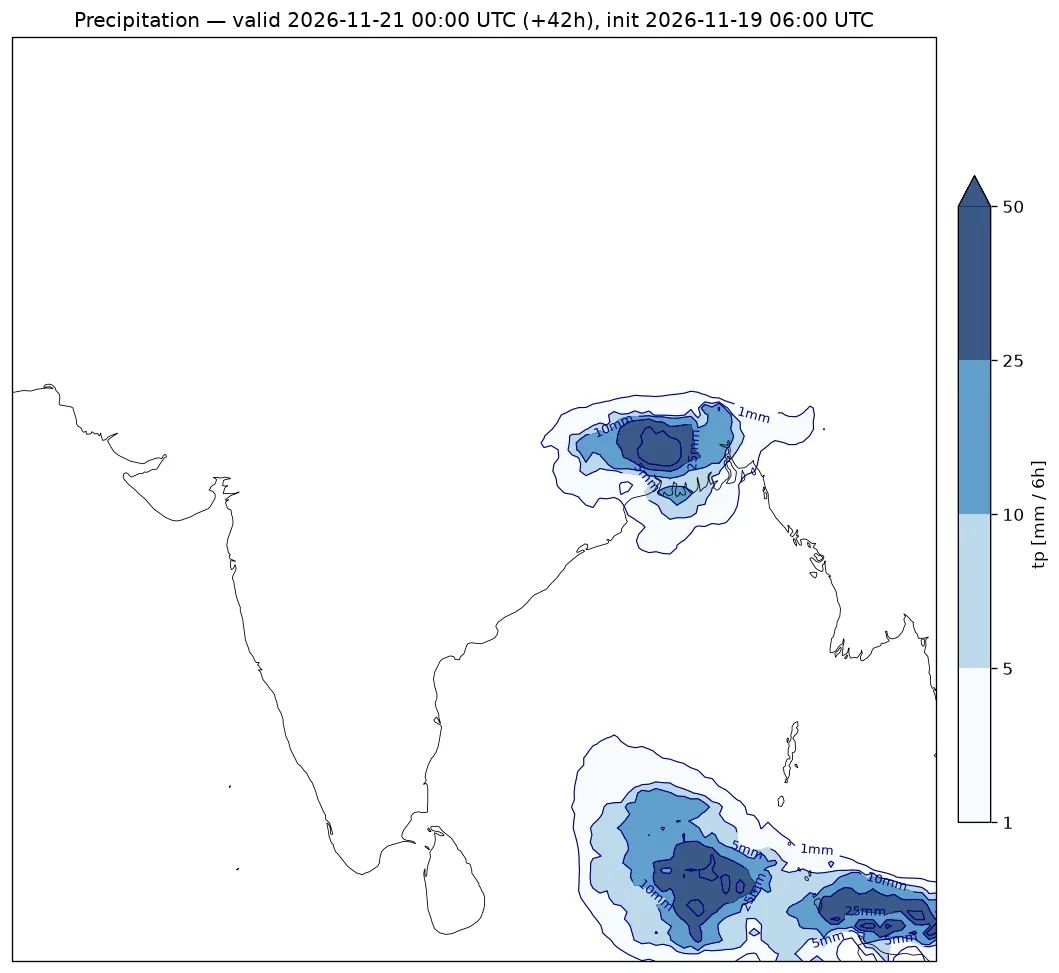 Precipitation — valid 2026-11-21 00:00 UTC (+42h), init 2026-11-19 06:00 UTC
50
25
10
5
1
tp [mm / 6h]
1mm
10mm
25mm
5mm
1mm
5mm
10mm
25mm
10mm
25mm
5mm
5mm